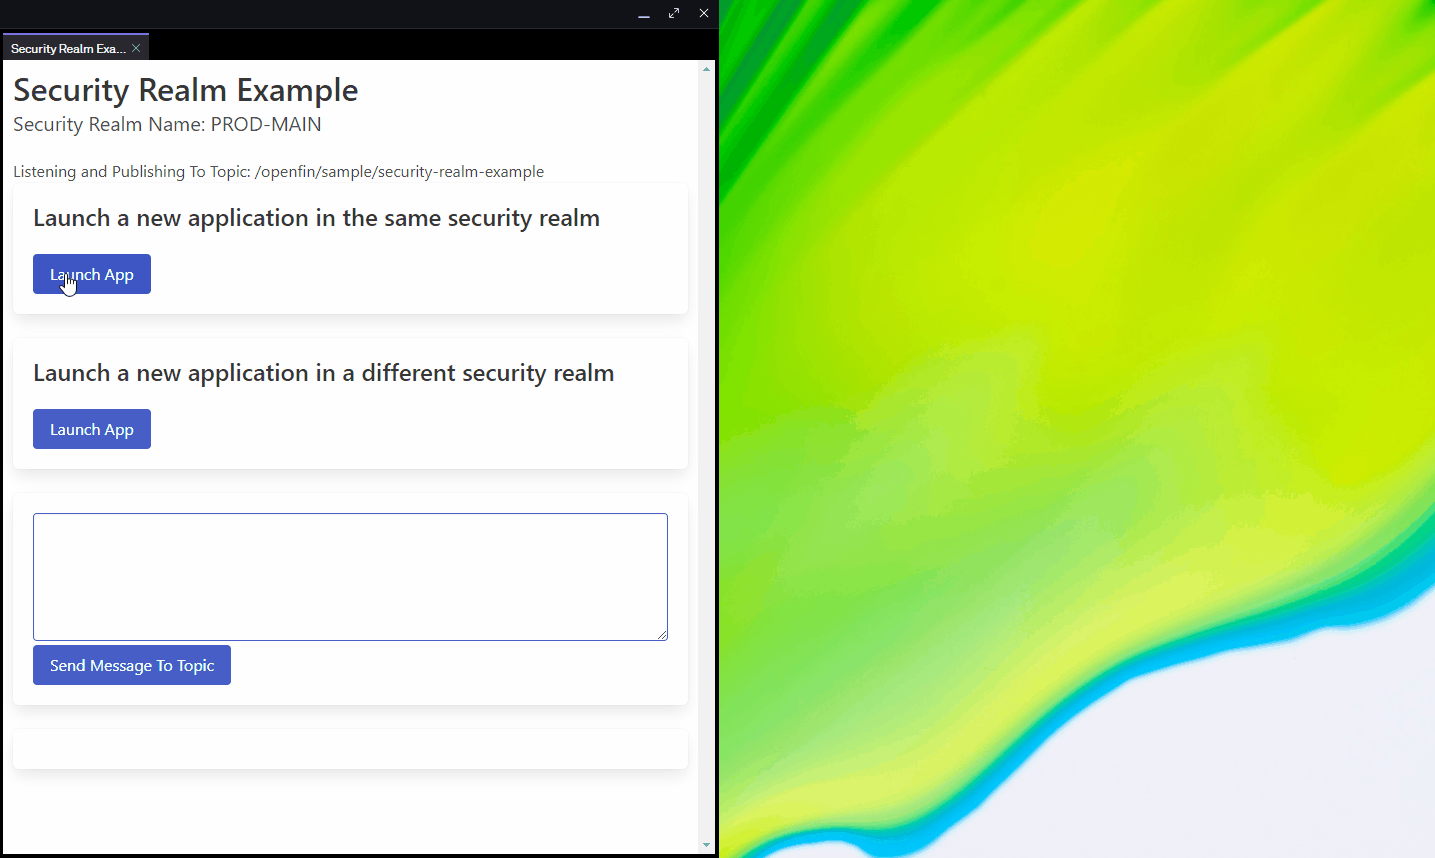 Security Realm Exa...
Security Realm Example
Security Realm Name: PROD-MAIN
Listening and Publishing To Topic: /openfin/sample/security-realm-example
Launch a new application in the same security realm
Launch App
Launch a new application in a different security realm
Launch App
Send Message To Topic